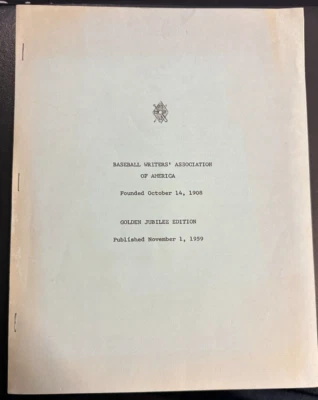 BASEBALL WRITERS' ASSOCIATION
OF AMERICA
Founded October 14, 1908
GOLDEN JUBILEE EDITION
Published November 1, 1959